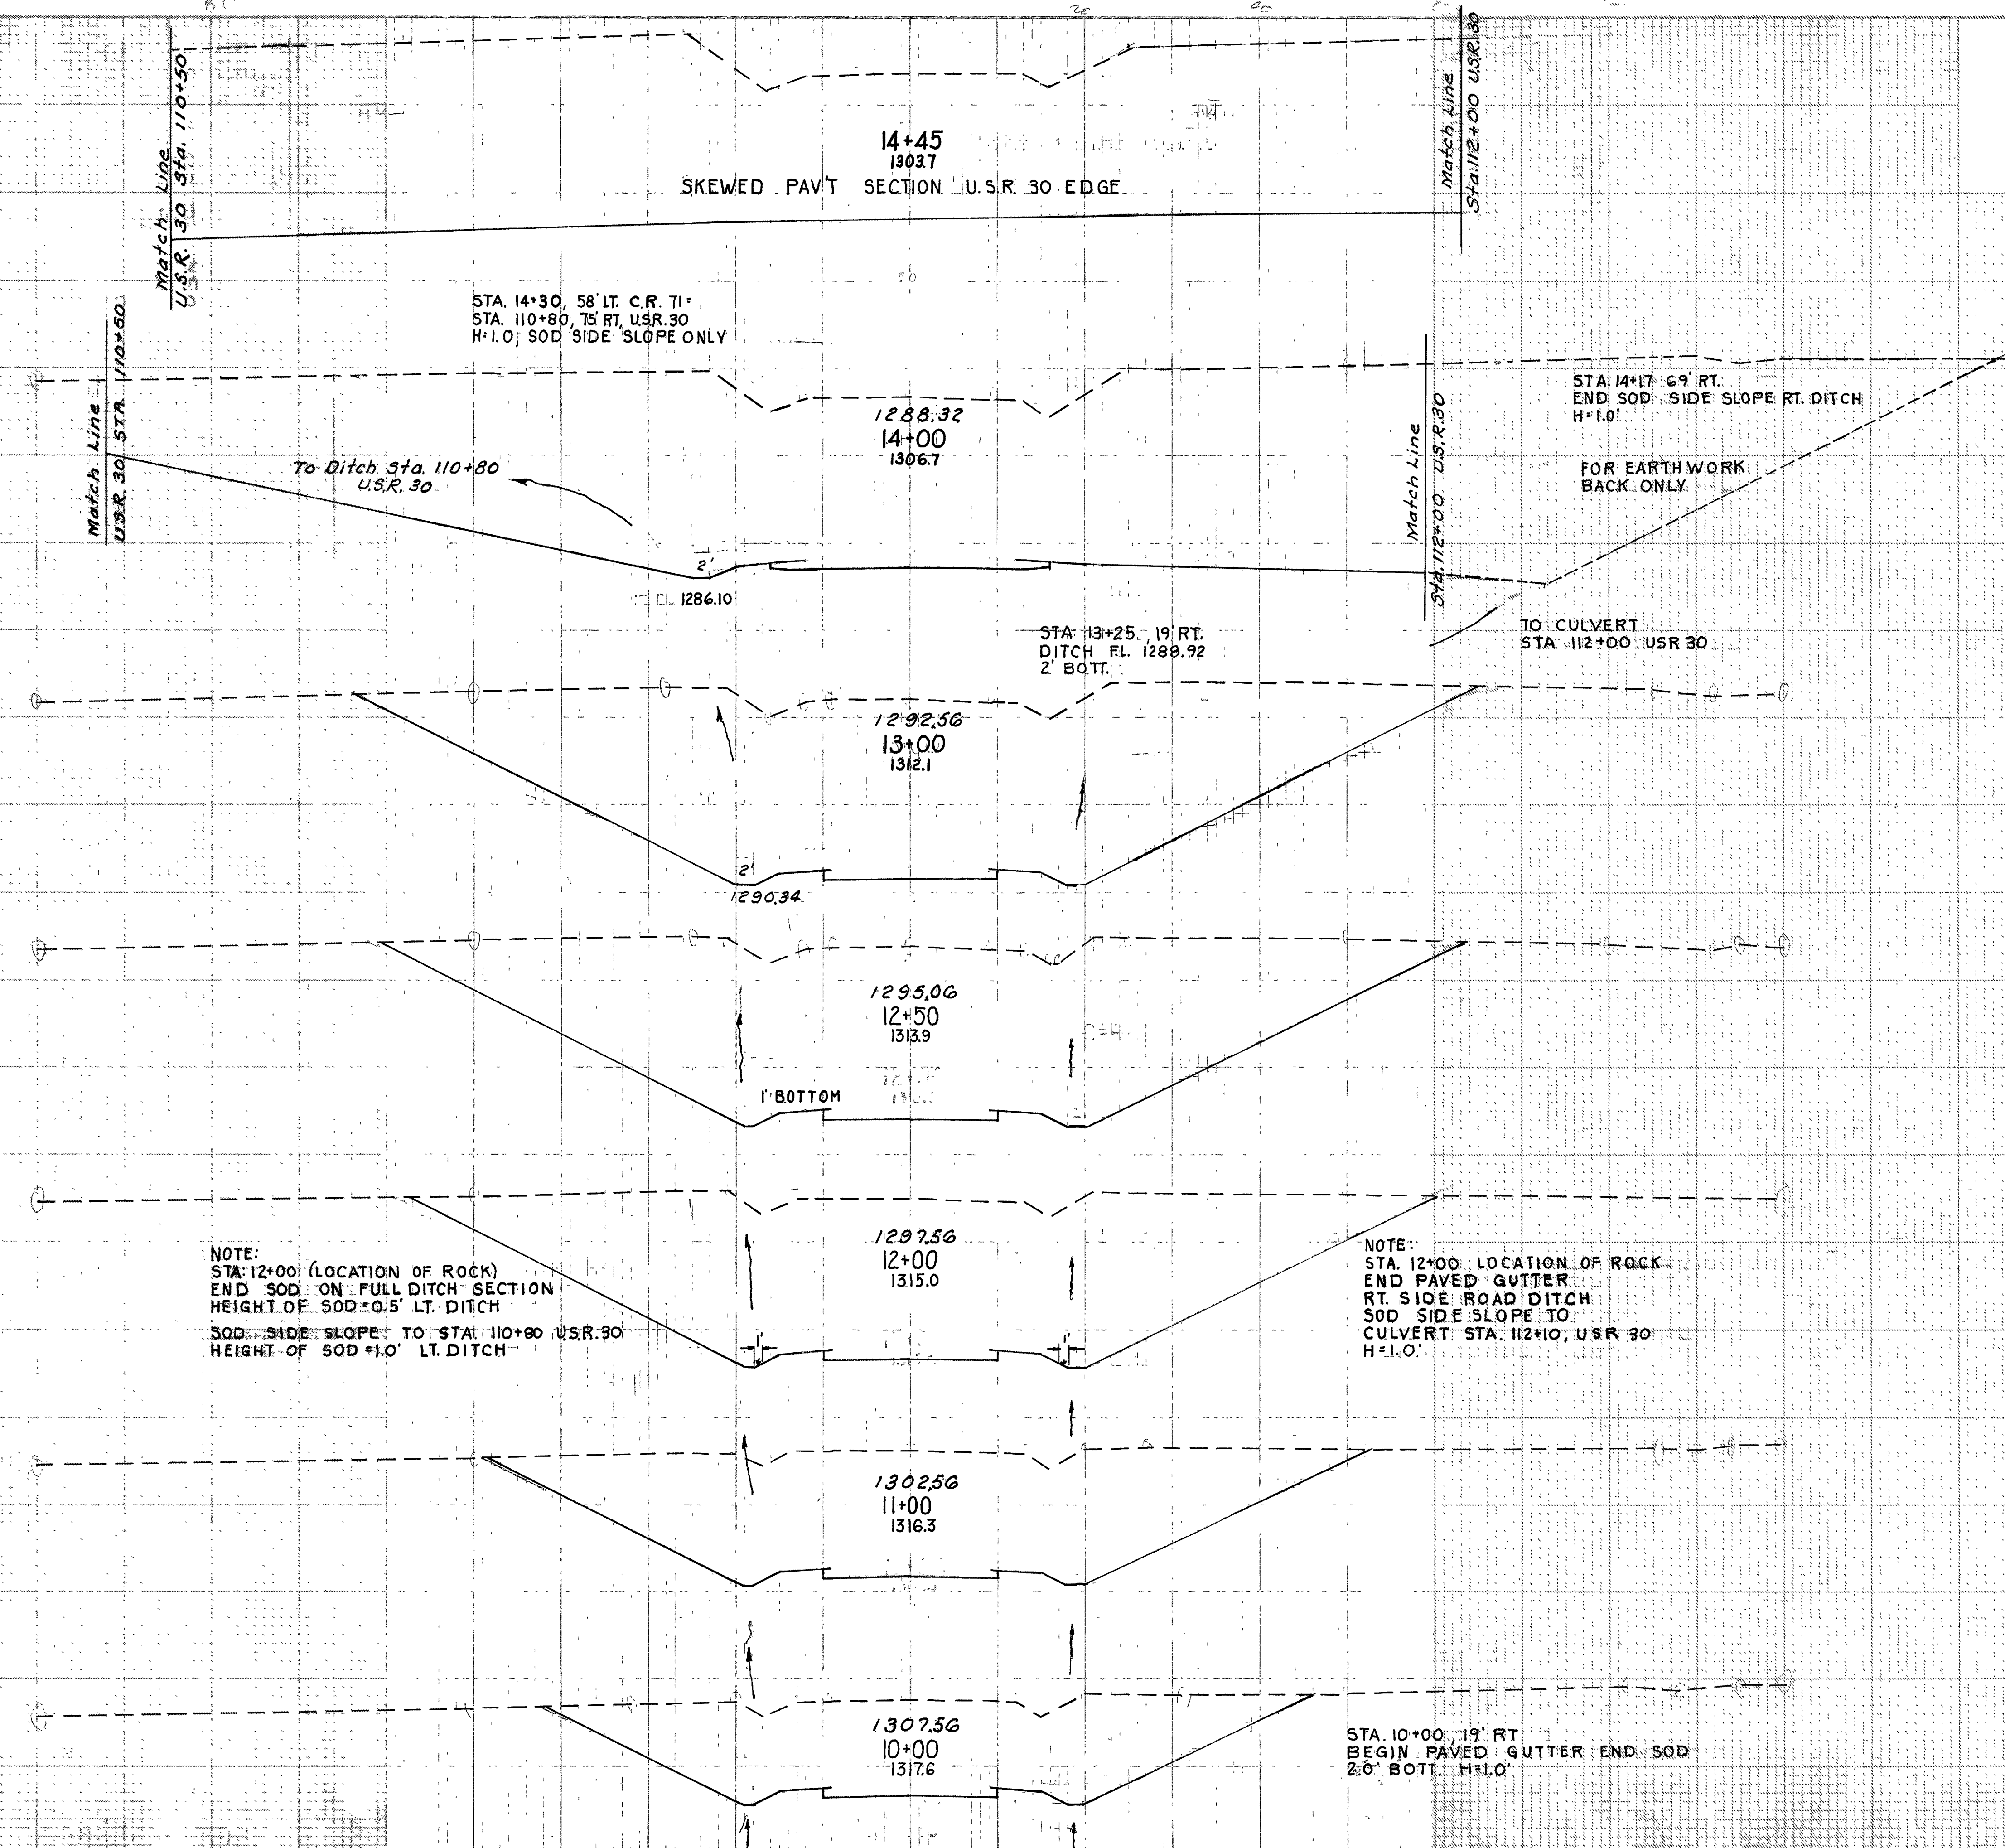 Match Line
U.S.R. 30 Sta. 110+50
Match Line
Sta. 112+00 U.S.R. 30
14+45
1303.7
SKEWED PAV'T SECTION U.S.R. 30 EDGE
STA. 14+30, 58' LT. C.R. 71=
STA. 110+80, 75' RT, U.S.R. 30
H=1.0, SOD SIDE SLOPE ONLY
Match Line
U.S.R. 30 STA. 110+50
1288.32
14+00
1306.7
Match Line
Sta. 112+00 U.S.R. 30
STA 14+17 69' RT.
END SOD SIDE SLOPE RT. DITCH
H=1.0'
FOR EARTHWORK
BACK ONLY
To Ditch Sta. 110+80
U.S.R. 30
2'
1286.10
TO CULVERT
STA 112+00 USR 30
STA 13+25, 19' RT.
DITCH EL. 1288.92
2' BOTT.
1292.56
13+00
1312.1
2'
1290.34
1295.06
12+50
1313.9
1' BOTTOM
1297.56
12+00
1315.0
NOTE:
STA. 12+00 (LOCATION OF ROCK)
END SOD ON FULL DITCH SECTION
HEIGHT OF SOD=0.5' LT. DITCH
SOD SIDE SLOPE TO STA. 110+80 U.S.R. 30
HEIGHT OF SOD=1.0' LT. DITCH
NOTE:
STA. 12+00 LOCATION OF ROCK
END PAVED GUTTER
RT. SIDE ROAD DITCH
SOD SIDE SLOPE TO
CULVERT STA. 112+10, USR 30
H=1.0'
1'
1'
1302.56
11+00
1316.3
1307.56
10+00
1317.6
STA. 10+00, 19' RT
BEGIN PAVED GUTTER END SOD
2.0' BOTT. H=1.0'